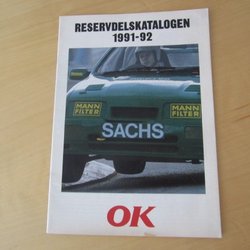 RESERVDELSKATALOGEN
1991-92
MANN
FILTER
MANN
FILTER
SACHS
OK